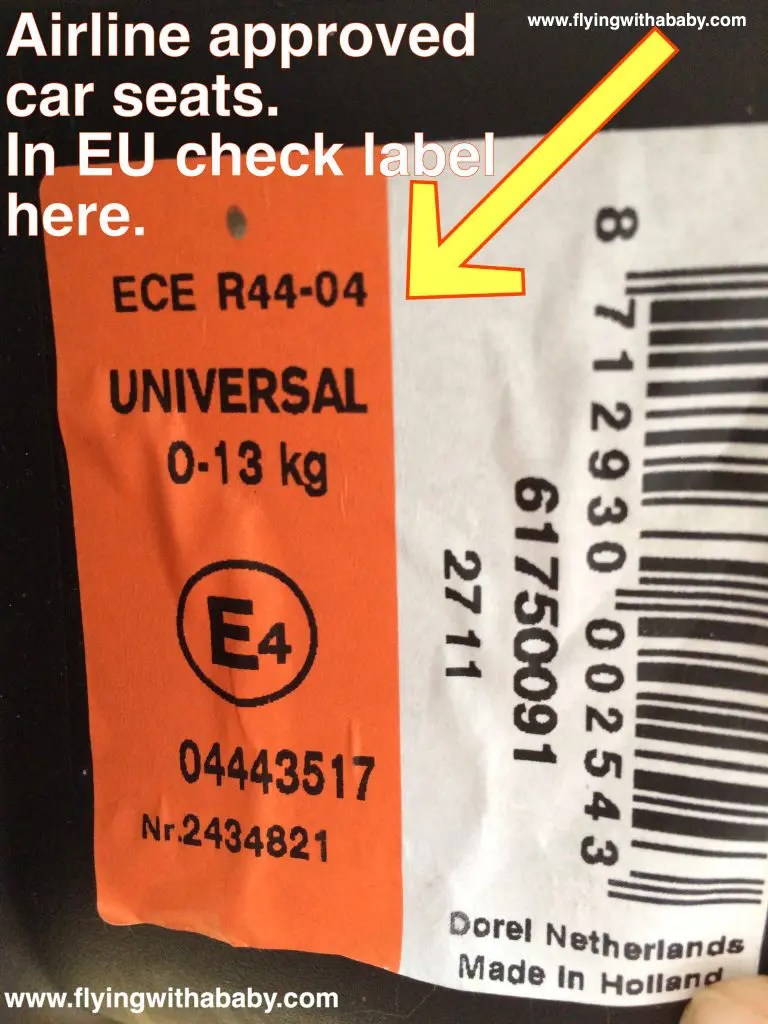 www.flyingwithababy.com
Airline approved
car seats.
In EU check label
here.
ECE R44-04
UNIVERSAL
0-13 kg
E4
04443517
Nr.2434821
2711
61750091
8 712930 002543
Dorel Netherlands
Made In Holland
www.flyingwithababy.com